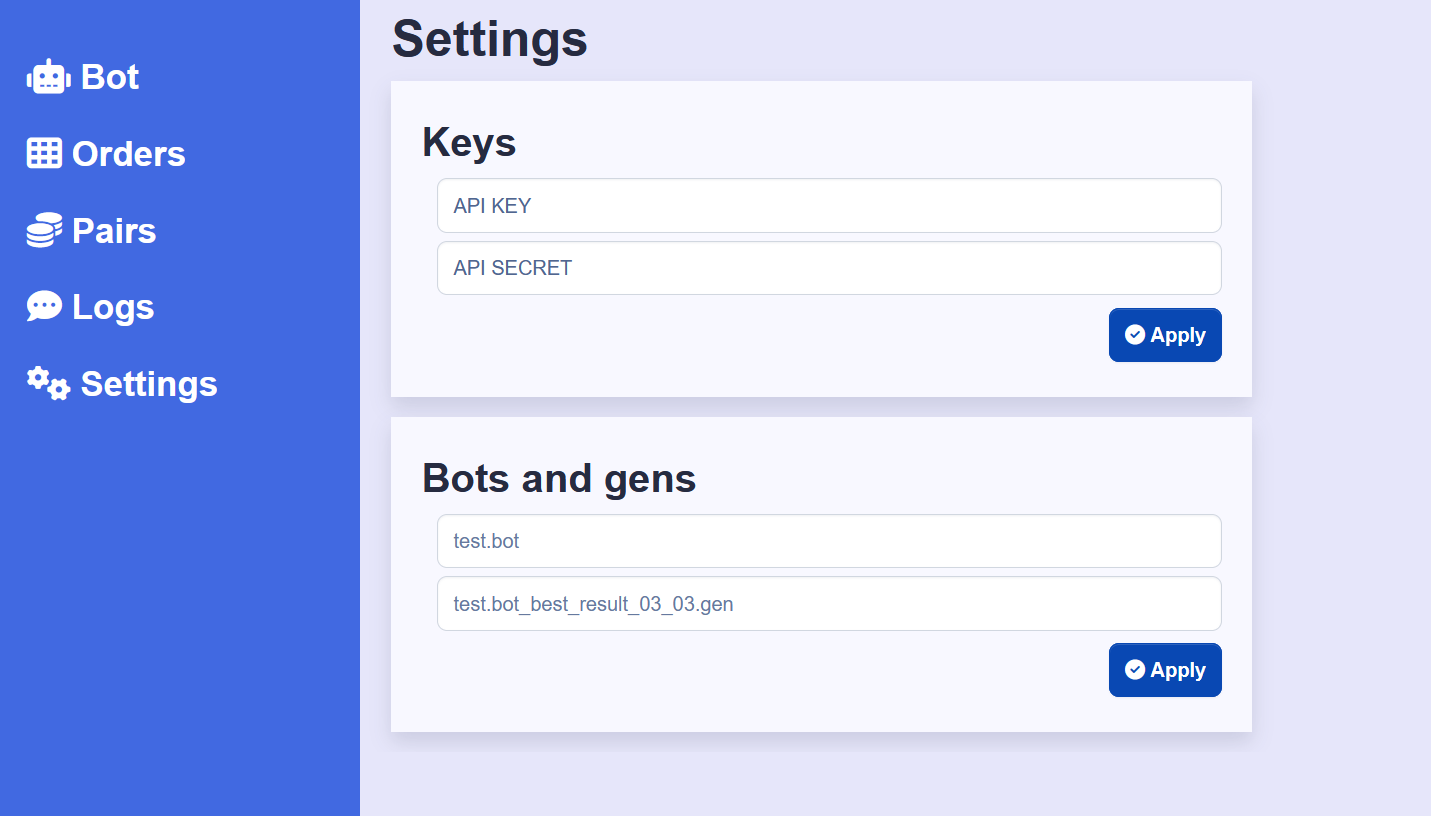 Bot
Orders
Pairs
Logs
Settings
Settings
Keys
API KEY
API SECRET
Apply
Bots and gens
test.bot
test.bot_best_result_03_03.gen
Apply